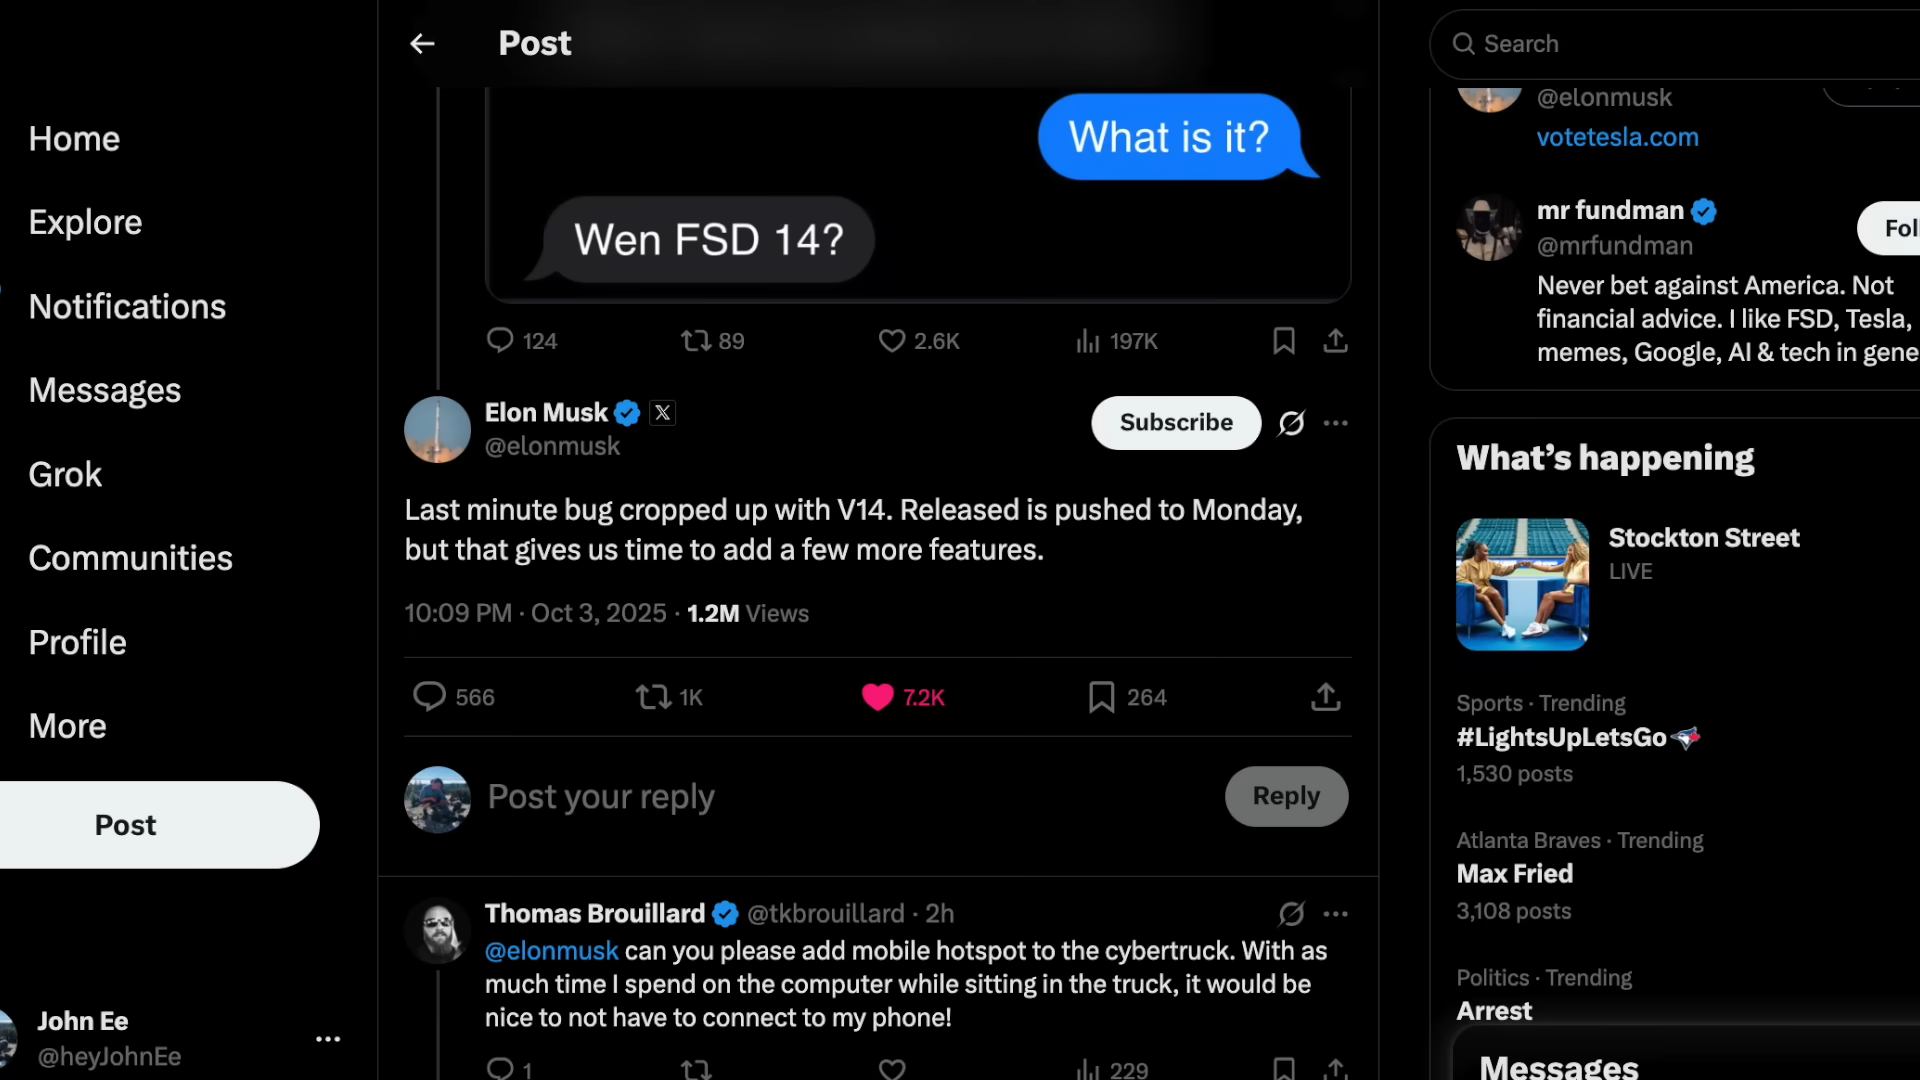 Home
Explore
Notifications
Messages
Grok
Communities
Profile
More
Post
John Ee
@heyJohnEe
Post
What is it?
Wen FSD 14?
124 89 2.6K 197K
Elon Musk
@elonmusk
Subscribe
Last minute bug cropped up with V14. Released is pushed to Monday,
but that gives us time to add a few more features.
10:09 PM · Oct 3, 2025 · 1.2M Views
566 1K 7.2K 264
Post your reply
Reply
Thomas Brouillard @tkbrouillard · 2h
@elonmusk can you please add mobile hotspot to the cybertruck. With as
much time I spend on the computer while sitting in the truck, it would be
nice to not have to connect to my phone!
1 229
Search
@elonmusk
votetesla.com
mr fundman
@mrfundman
Fol
Never bet against America. Not
financial advice. I like FSD, Tesla,
memes, Google, AI & tech in gene
What's happening
Stockton Street
LIVE
Sports · Trending
#LightsUpLetsGo
1,530 posts
Atlanta Braves · Trending
Max Fried
3,108 posts
Politics · Trending
Arrest
Messages